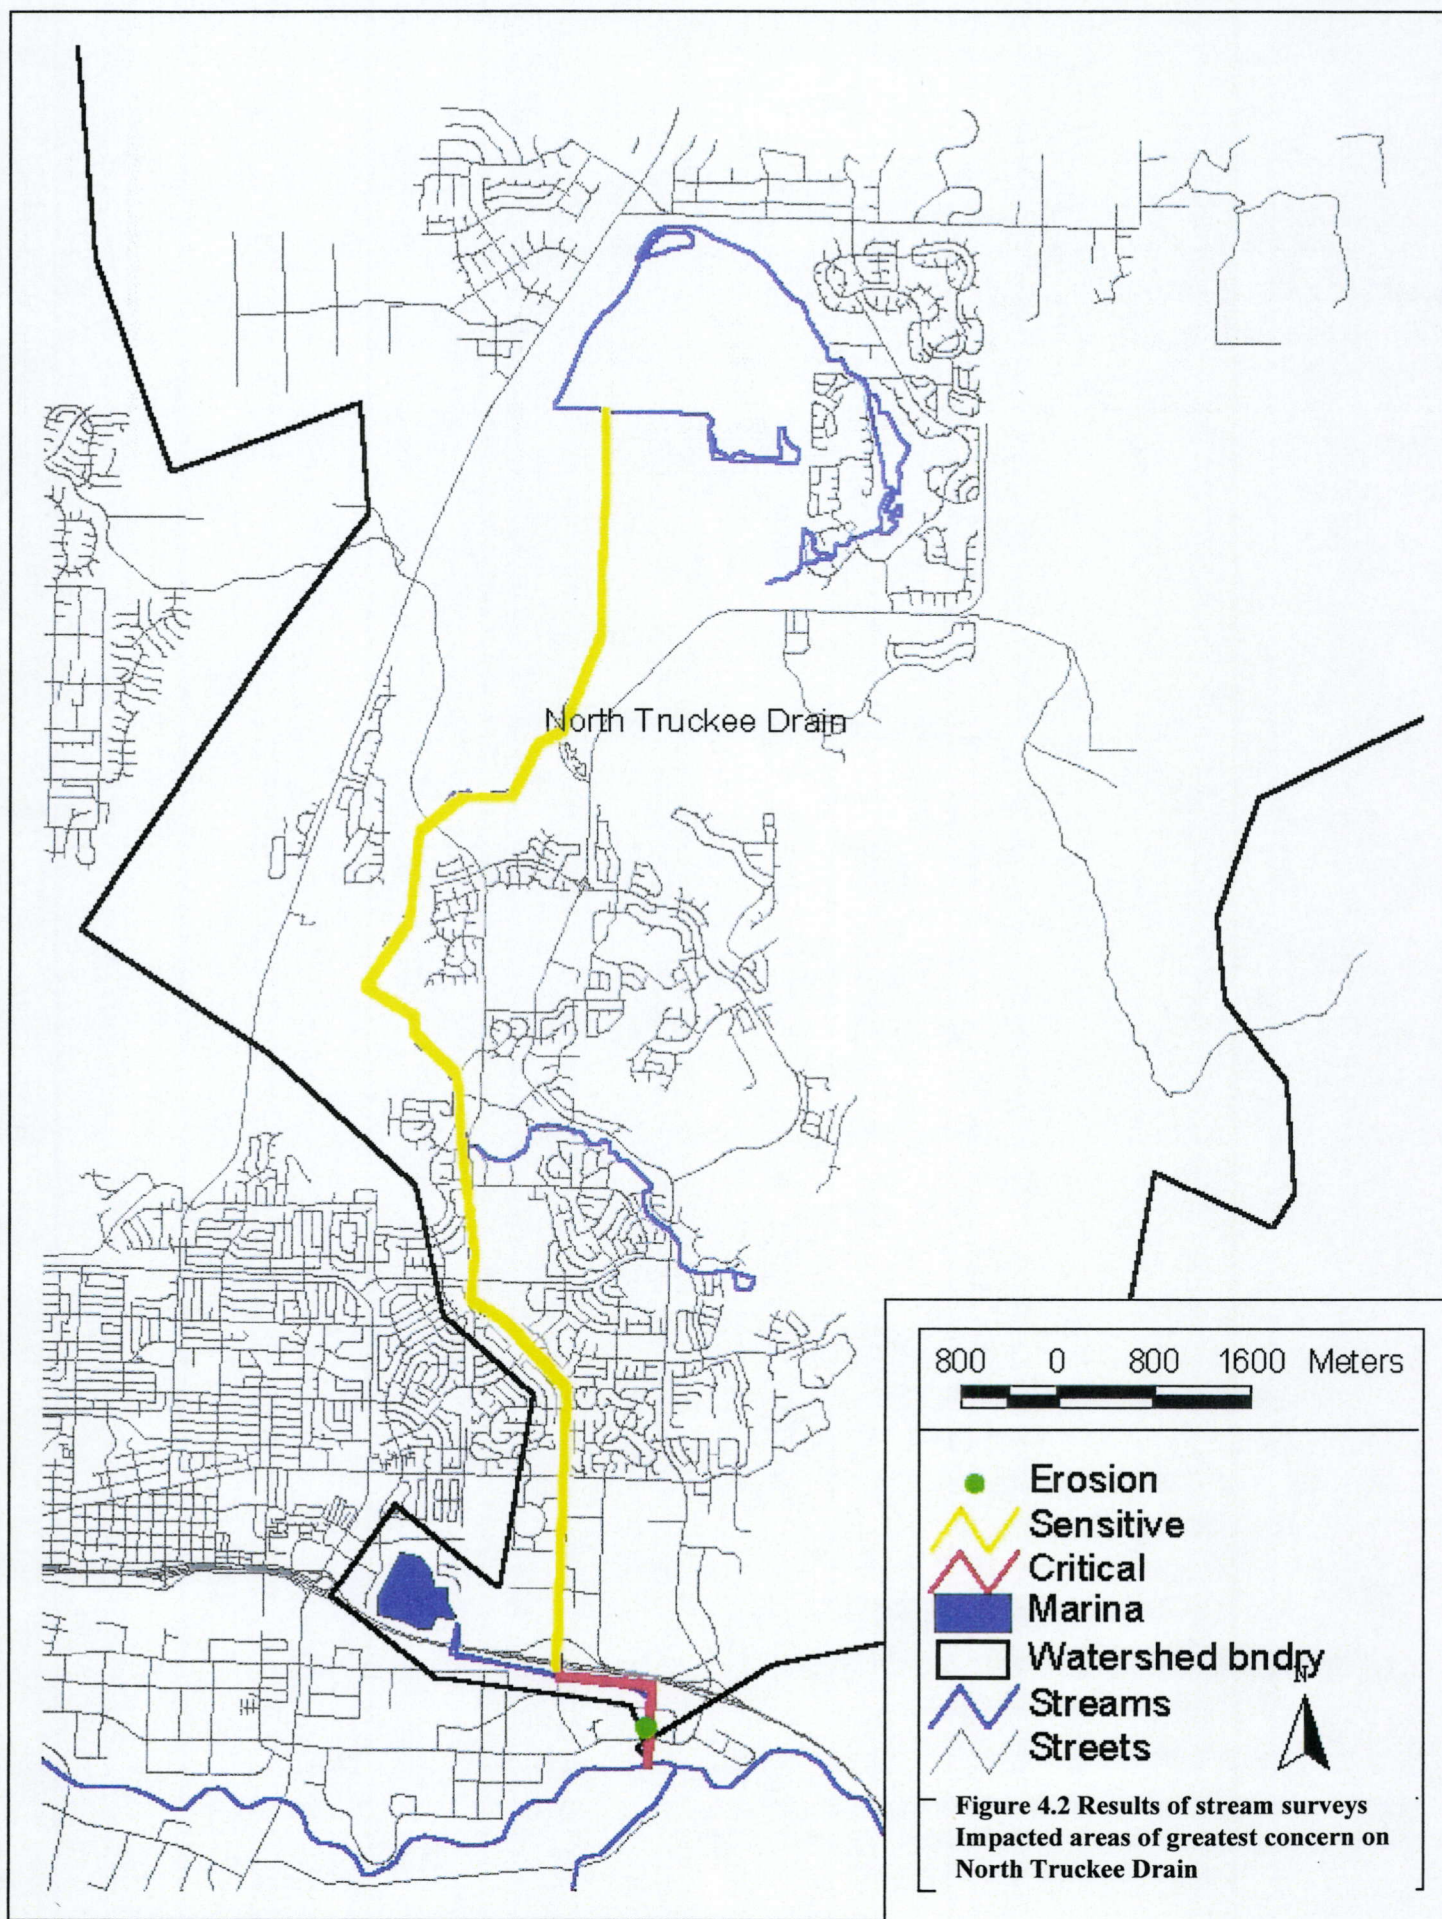 North Truckee Drain
800 0 800 1600 Meters
Erosion
Sensitive
Critical
Marina
Watershed bndry
N
Streams
Streets
Figure 4.2 Results of stream surveys
Impacted areas of greatest concern on
North Truckee Drain